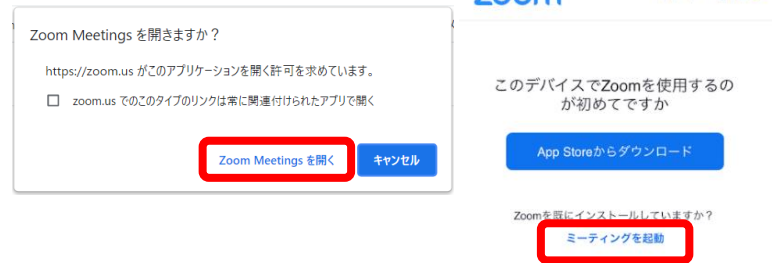 Zoom Meetings を開きますか？
https://zoom.us がこのアプリケーションを開く許可を求めています。
zoom.us でのこのタイプのリンクは常に関連付けられたアプリで開く
Zoom Meetings を開く
キャンセル
zoom
このデバイスでZoomを使用するの
が初めてですか
App Storeからダウンロード
Zoomを既にインストールしていますか？
ミーティングを起動